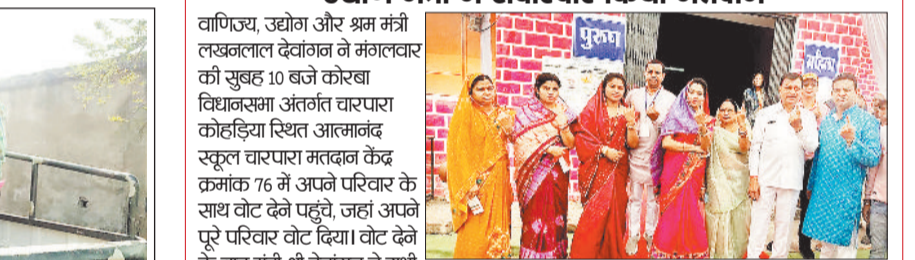 वाणिज्य, उद्योग और श्रम मंत्री
लखनलाल देवांगन ने मंगलवार
की सुबह 10 बजे कोरबा
विधानसभा अंतर्गत चारपारा
कोहड़िया स्थित आत्मानंद
स्कूल चारपारा मतदान केंद्र
क्रमांक 76 में अपने परिवार के
साथ वोट देने पहुंचे, जहां अपने
पूरे परिवार वोट दिया। वोट देने
पुरूष
महिला